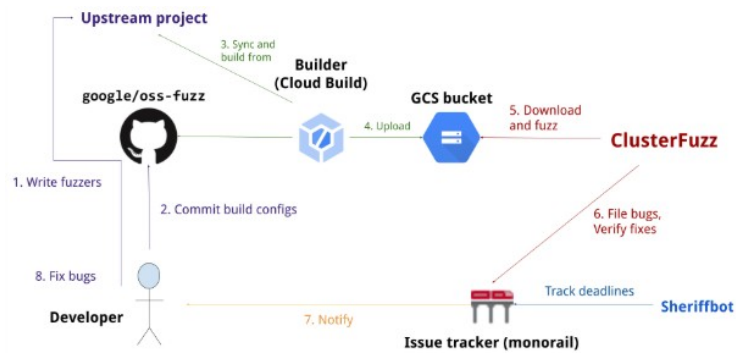 Upstream project
3. Sync and
build from
Builder
(Cloud Build)
google/oss-fuzz
GCS bucket
4. Upload
5. Download
and fuzz
ClusterFuzz
1. Write fuzzers
2. Commit build configs
6. File bugs,
Verify fixes
8. Fix bugs
Developer
7. Notify
Track deadlines
Sheriffbot
Issue tracker (monorail)